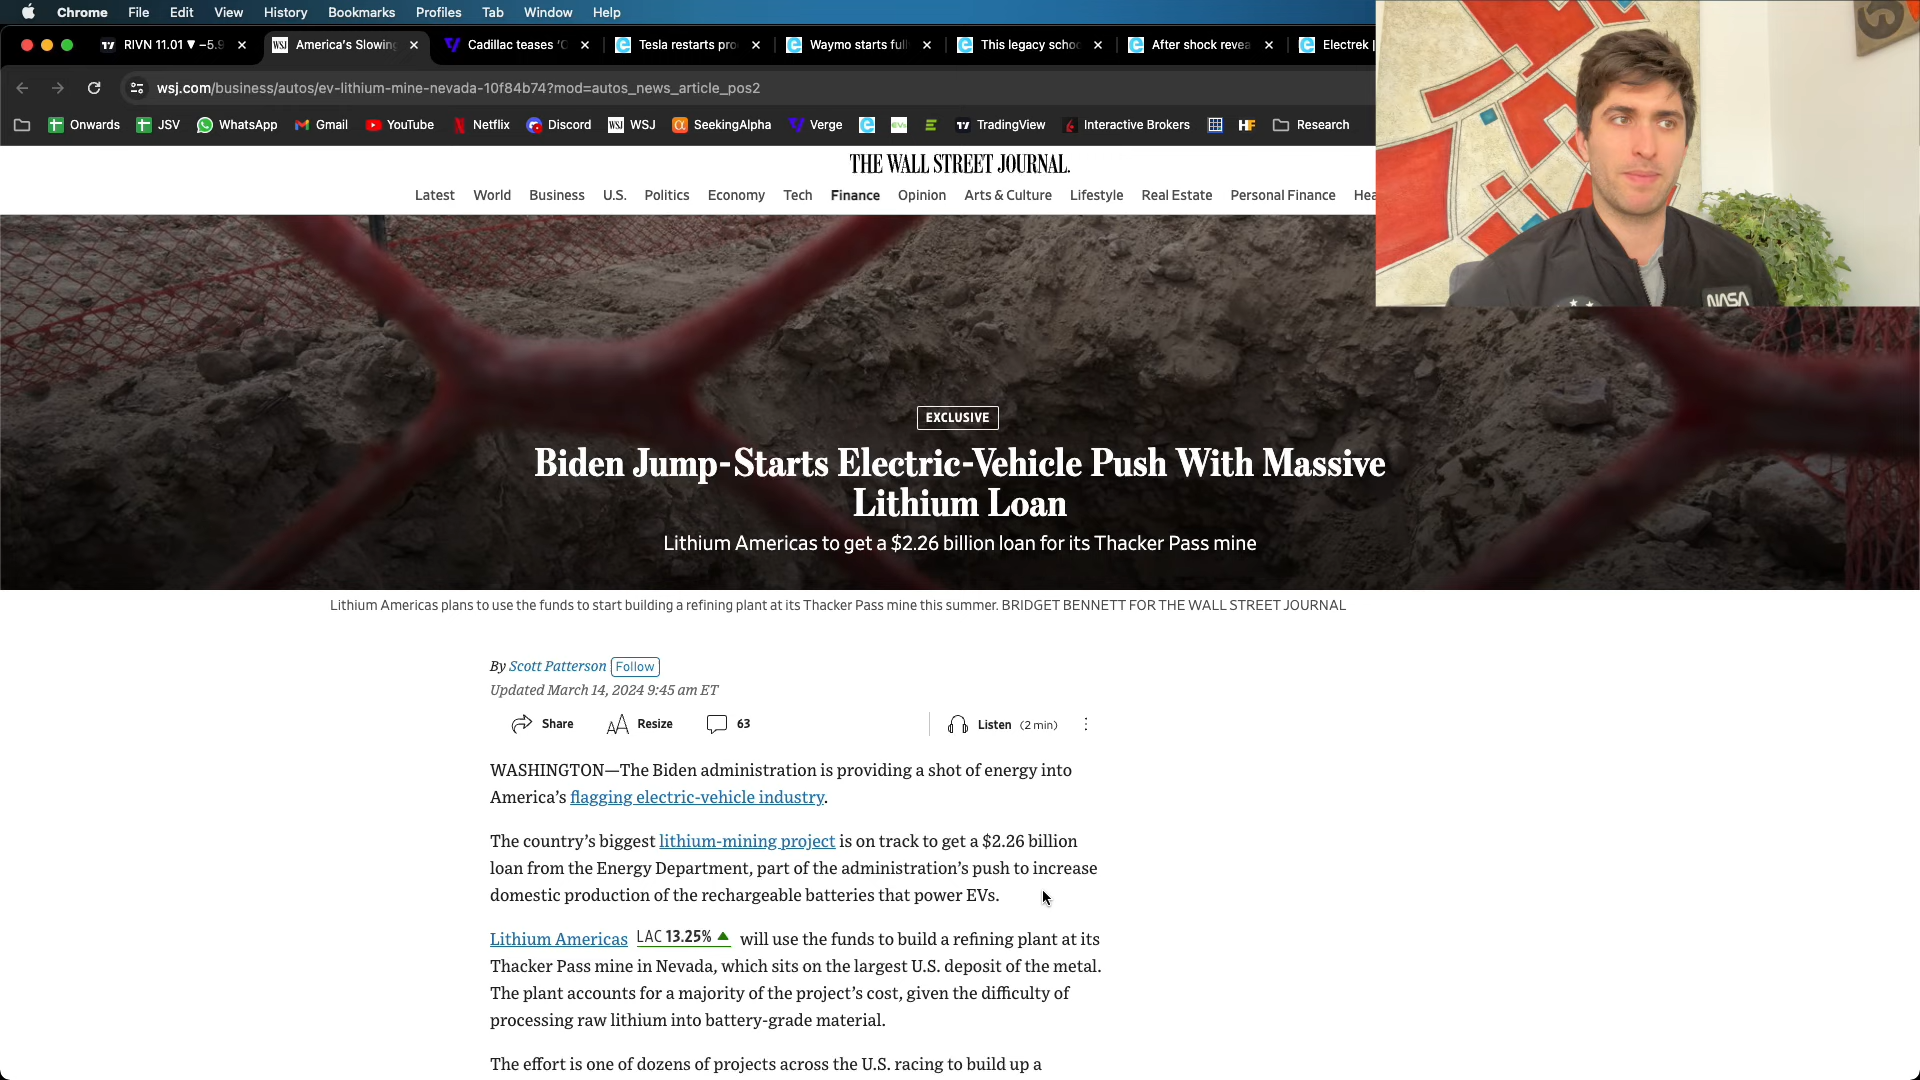 Chrome File Edit View History Bookmarks Profiles Tab Window Help
RIVN 11.01 ▼ −5.9 America's Slowing Cadillac teases 'O Tesla restarts pro Waymo starts full This legacy scho After shock revea Electrek |
wsj.com/business/autos/ev-lithium-mine-nevada-10f84b74?mod=autos_news_article_pos2
Onwards JSV WhatsApp Gmail YouTube Netflix Discord WSJ SeekingAlpha Verge TradingView Interactive Brokers HF Research
THE WALL STREET JOURNAL.
Latest World Business U.S. Politics Economy Tech Finance Opinion Arts & Culture Lifestyle Real Estate Personal Finance Hea
NASA
EXCLUSIVE
Biden Jump-Starts Electric-Vehicle Push With Massive
Lithium Loan
Lithium Americas to get a $2.26 billion loan for its Thacker Pass mine
Lithium Americas plans to use the funds to start building a refining plant at its Thacker Pass mine this summer. BRIDGET BENNETT FOR THE WALL STREET JOURNAL
By Scott Patterson Follow
Updated March 14, 2024 9:45 am ET
Share Resize 63 Listen (2 min)
WASHINGTON—The Biden administration is providing a shot of energy into
America's flagging electric-vehicle industry.
The country's biggest lithium-mining project is on track to get a $2.26 billion
loan from the Energy Department, part of the administration's push to increase
domestic production of the rechargeable batteries that power EVs.
Lithium Americas LAC 13.25% ▲ will use the funds to build a refining plant at its
Thacker Pass mine in Nevada, which sits on the largest U.S. deposit of the metal.
The plant accounts for a majority of the project's cost, given the difficulty of
processing raw lithium into battery-grade material.
The effort is one of dozens of projects across the U.S. racing to build up a